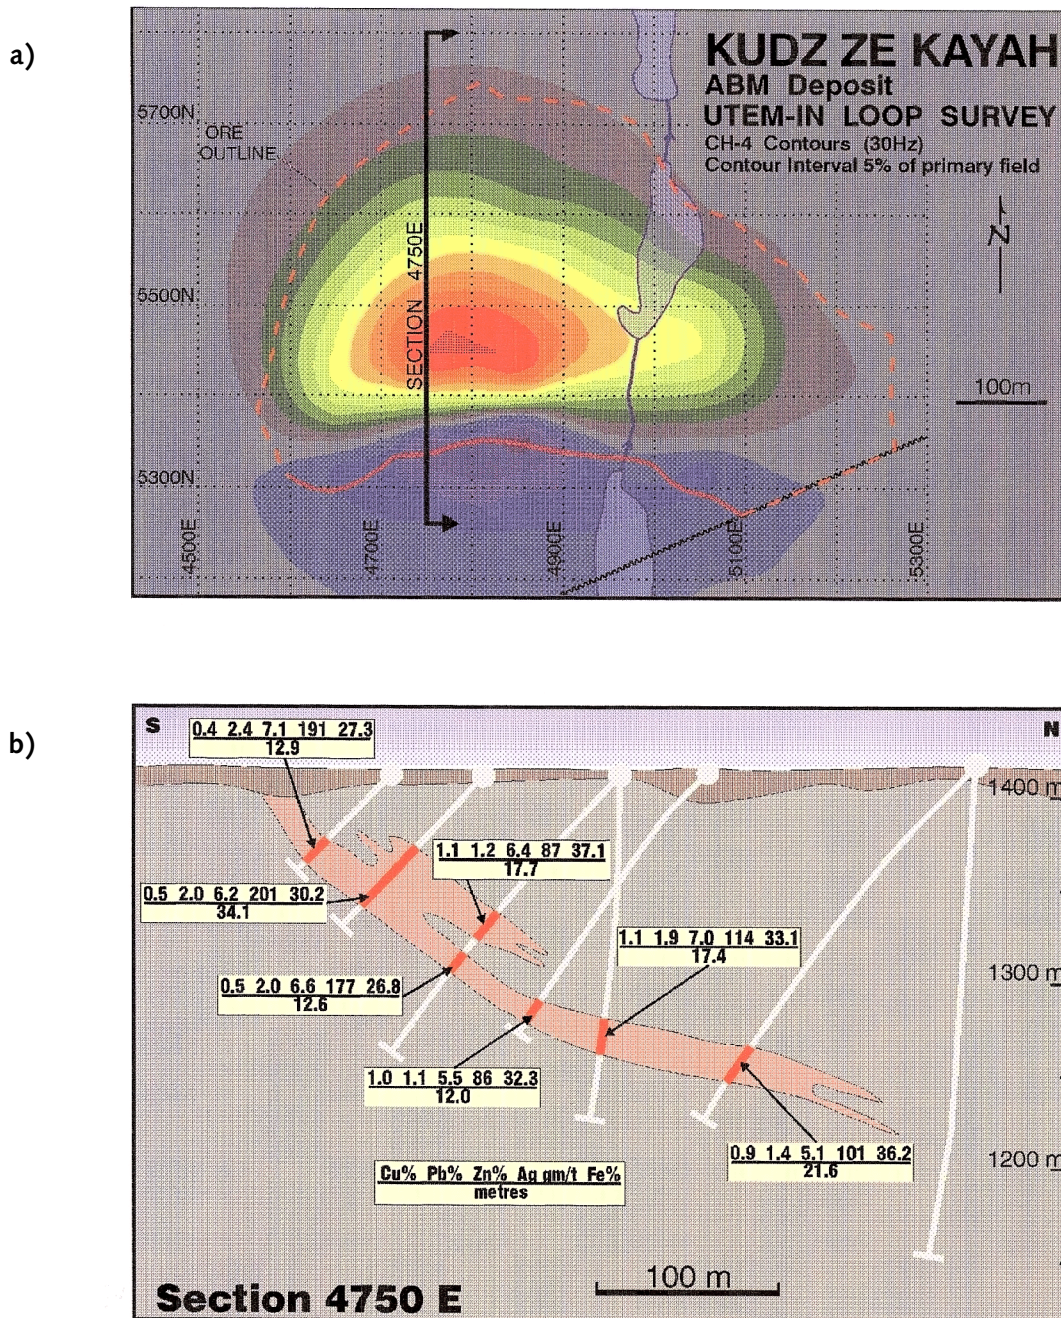 a)
KUDZ ZE KAYAH
ABM Deposit
UTEM-IN LOOP SURVEY
CH-4 Contours (30Hz)
Contour Interval 5% of primary field
5700N
ORE
OUTLINE
N
SECTION 4750E
5500N
100m
5300N
4500E
4700E
4900E
5100E
5300E
b)
S
N
0.4 2.4 7.1 191 27.3
12.9
1400 m
1.1 1.2 6.4 87 37.1
17.7
0.5 2.0 6.2 201 30.2
34.1
1.1 1.9 7.0 114 33.1
17.4
1300 m
0.5 2.0 6.6 177 26.8
12.6
1.0 1.1 5.5 86 32.3
12.0
0.9 1.4 5.1 101 36.2
21.6
1200 m
Cu% Pb% Zn% Ag gm/t Fe%
metres
100 m
Section 4750 E